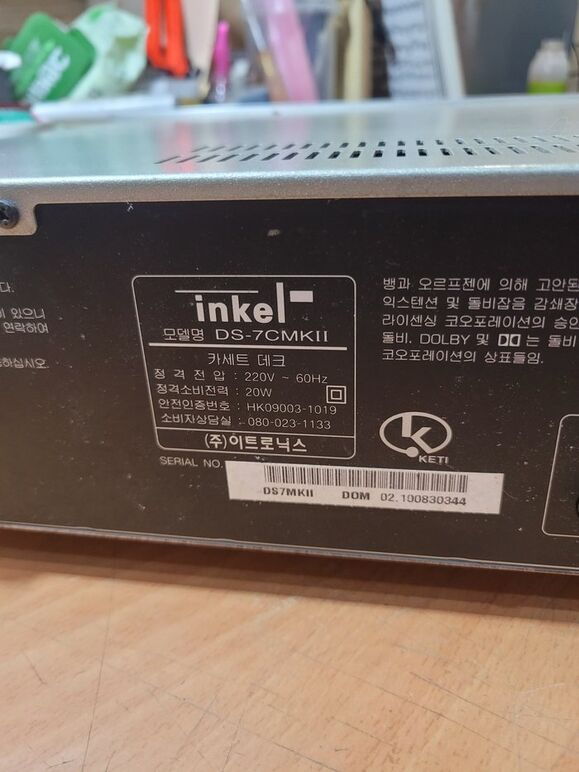 다.
이 있으니
연락하여
하십시오.
inkel
모델명 DS-7CMKII
카세트 데크
정 격 전 압 : 220V ~ 60Hz
정격소비전력 : 20W
안전인증번호 : HK09003-1019
소비자상담실 : 080-023-1133
(주)이트로닉스
SERIAL NO.
DS7MKII DOM 02.100830344
뱅과 오르프젠에 의해 고안된
익스텐션 및 돌비잡음 감쇄장
라이센싱 코오포레이션의 승인
돌비, DOLBY 및 는 돌비
코오포레이션의 상표들임.
KETI